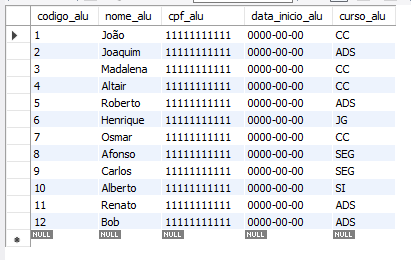 codigo_alu nome_alu cpf_alu data_inicio_alu curso_alu
1 João 11111111111 0000-00-00 CC
2 Joaquim 11111111111 0000-00-00 ADS
3 Madalena 11111111111 0000-00-00 CC
4 Altair 11111111111 0000-00-00 CC
5 Roberto 11111111111 0000-00-00 ADS
6 Henrique 11111111111 0000-00-00 JG
7 Osmar 11111111111 0000-00-00 CC
8 Afonso 11111111111 0000-00-00 SEG
9 Carlos 11111111111 0000-00-00 SEG
10 Alberto 11111111111 0000-00-00 SI
11 Renato 11111111111 0000-00-00 ADS
12 Bob 11111111111 0000-00-00 ADS
NULL NULL NULL NULL NULL